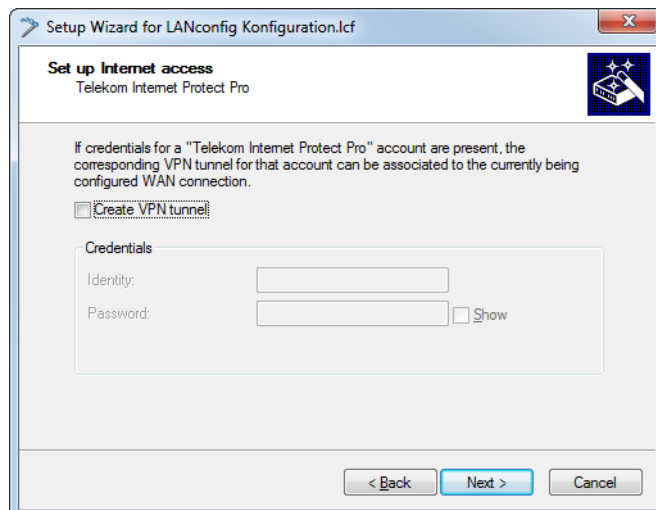 Setup Wizard for LANconfig Konfiguration.lcf
Set up Internet access
Telekom Internet Protect Pro
If credentials for a "Telekom Internet Protect Pro" account are present, the
corresponding VPN tunnel for that account can be associated to the currently being
configured WAN connection.
Create VPN tunnel
Credentials
Identity:
Password:
Show
< Back
Next >
Cancel